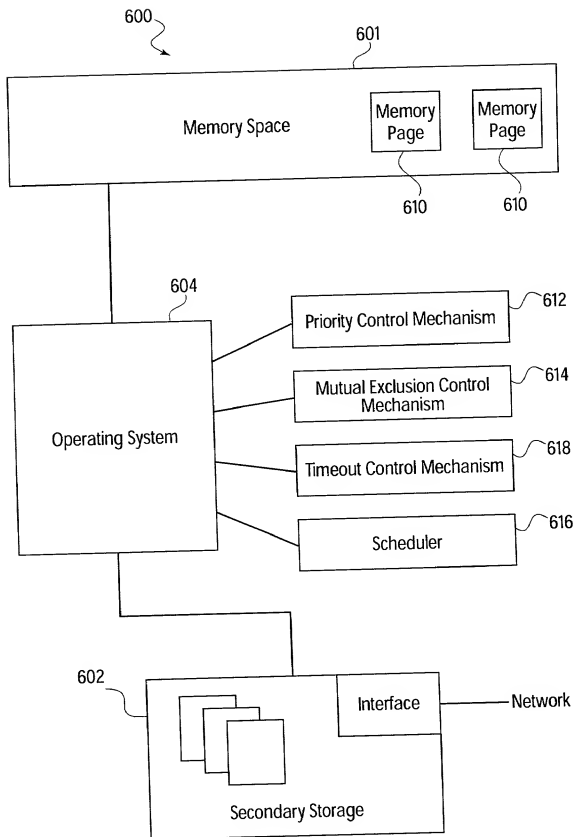 600
601
Memory Space
Memory
Page
Memory
Page
610
610
604
Operating System
Priority Control Mechanism
612
Mutual Exclusion Control
Mechanism
614
Timeout Control Mechanism
618
Scheduler
616
602
Interface
Network
Secondary Storage